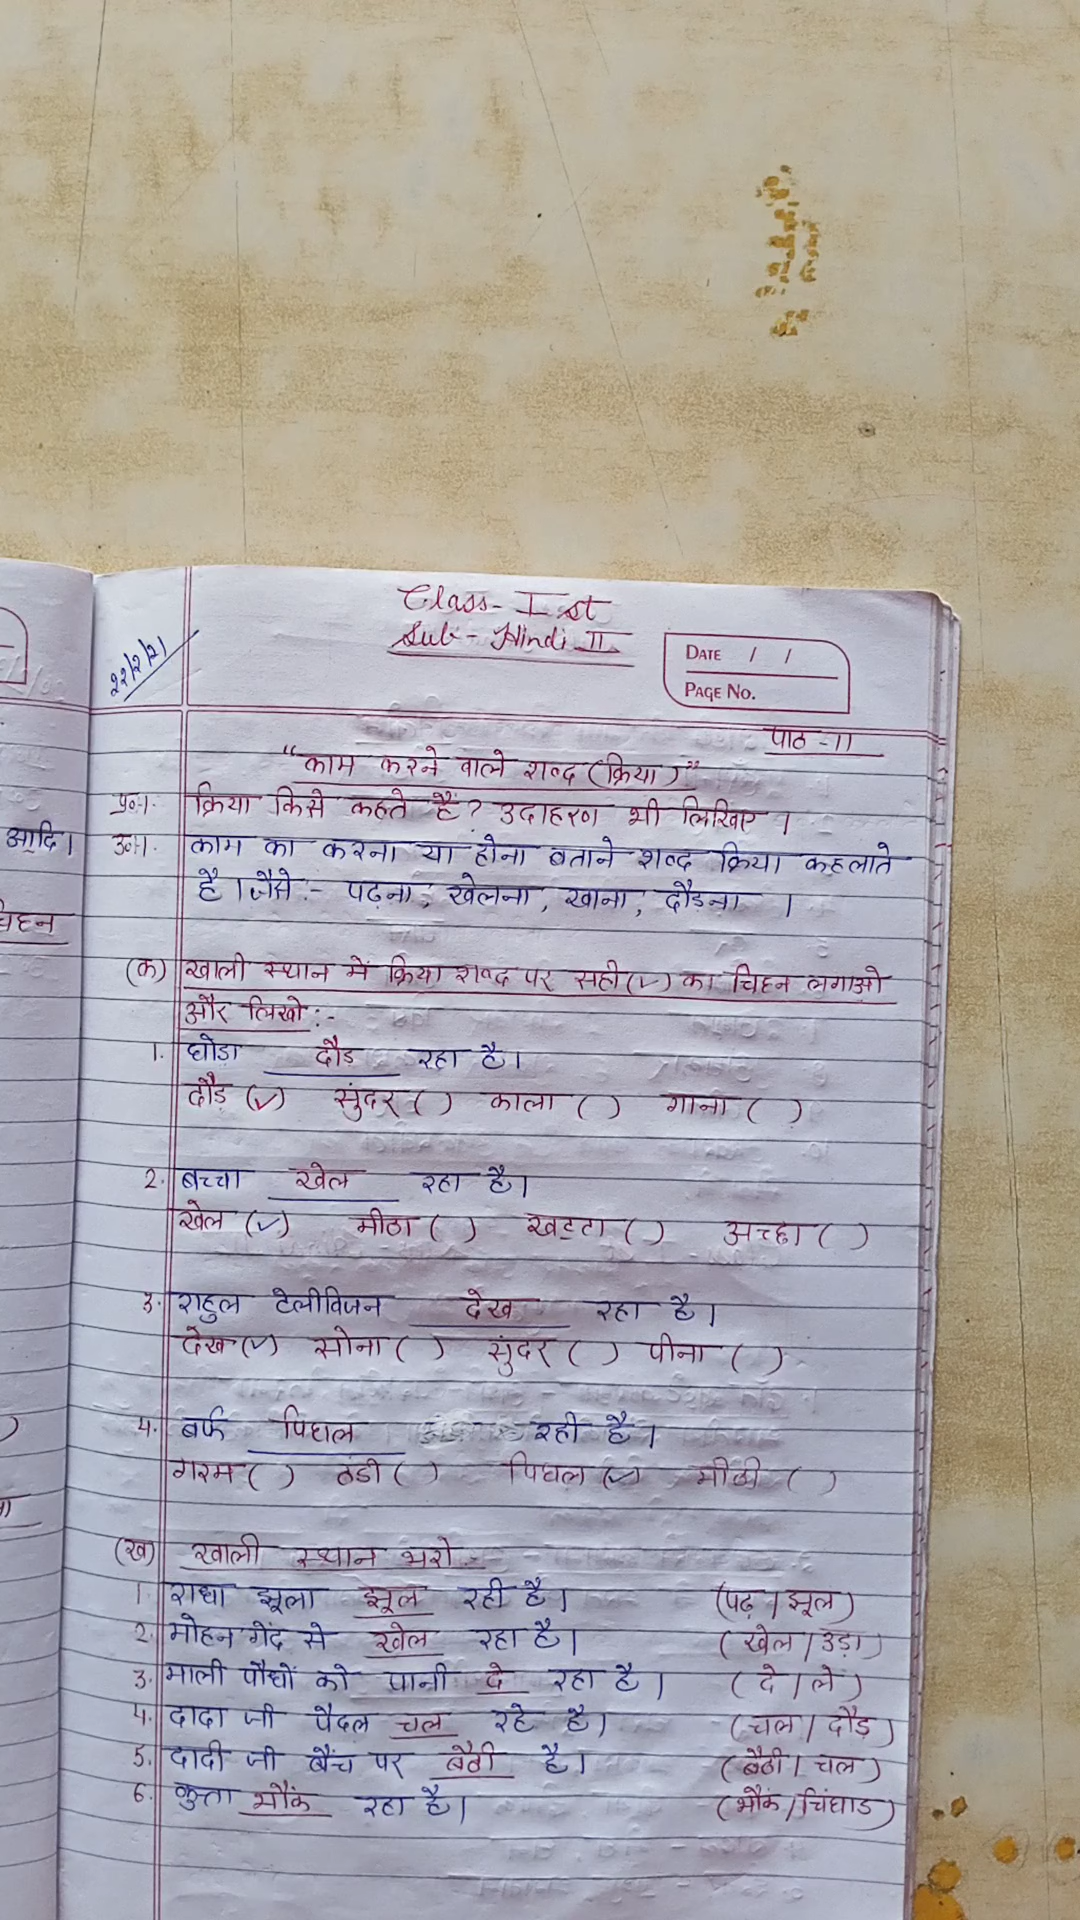 Class- I st
Sub- Hindi II
22/2/21
DATE / /
PAGE No.
पाठ -11
"काम करने वाले शब्द (क्रिया)"
प्र०1. क्रिया किसे कहते हैं? उदाहरण भी लिखिए ।
आदि।
उ०1. काम का करना या होना बताने शब्द क्रिया कहलाते
है । जैसे :- पढ़ना, खेलना, खाना, दौड़ना ।
(क) खाली स्थान में क्रिया शब्द पर सही (✓) का चिह्न लगाओ
और लिखो :-
1. घोड़ा दौड़ रहा है।
दौड़ (✓) सुंदर ( ) काला ( ) गाना ( )
2. बच्चा खेल रहा है।
खेल (✓) मीठा ( ) खट्टा ( ) अच्छा ( )
3. राहुल टेलीविजन देख रहा है।
देख (✓) सोना ( ) सुंदर ( ) पीना ( )
4. बर्फ पिघल रही है।
गरम ( ) ठंडी ( ) पिघल (✓) मीठी ( )
(ख) खाली स्थान भरो :-
1. राधा झूला झूल रही है। (पढ़ / झूल)
2. मोहन गेंद से खेल रहा है। (खेल / उड़ा)
3. माली पौधों को पानी दे रहा है। (दे / ले)
4. दादा जी पैदल चल रहे है। (चल / दौड़)
5. दादी जी बैंच पर बैठी है। (बैठी / चल)
6. कुत्ता भौंक रहा है। (भौंक / चिंघाड)